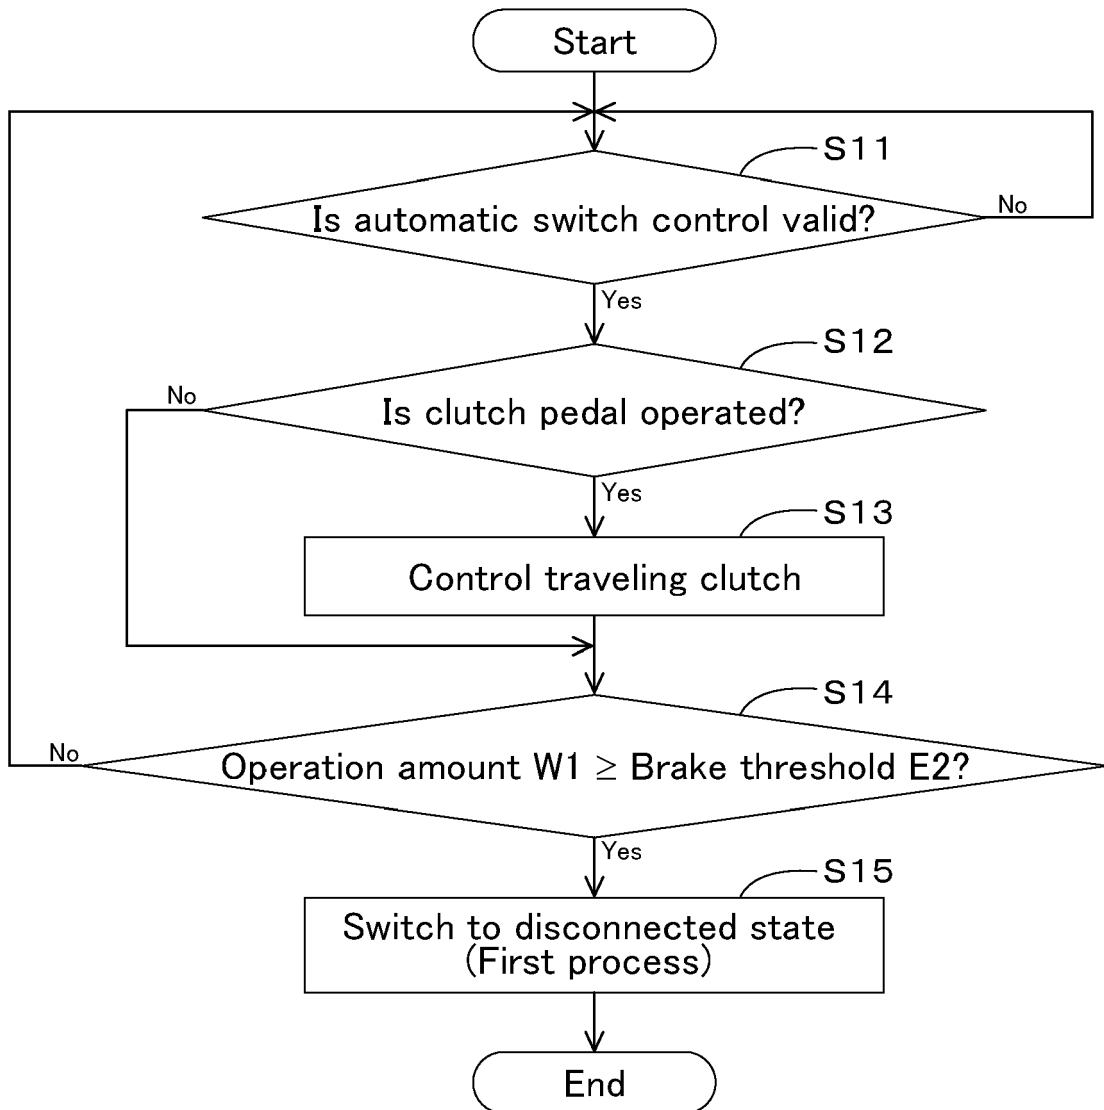 Start
S11
Is automatic switch control valid?
No
Yes
S12
No
Is clutch pedal operated?
Yes
S13
Control traveling clutch
S14
No
Operation amount W1 ≥ Brake threshold E2?
Yes
S15
Switch to disconnected state
(First process)
End